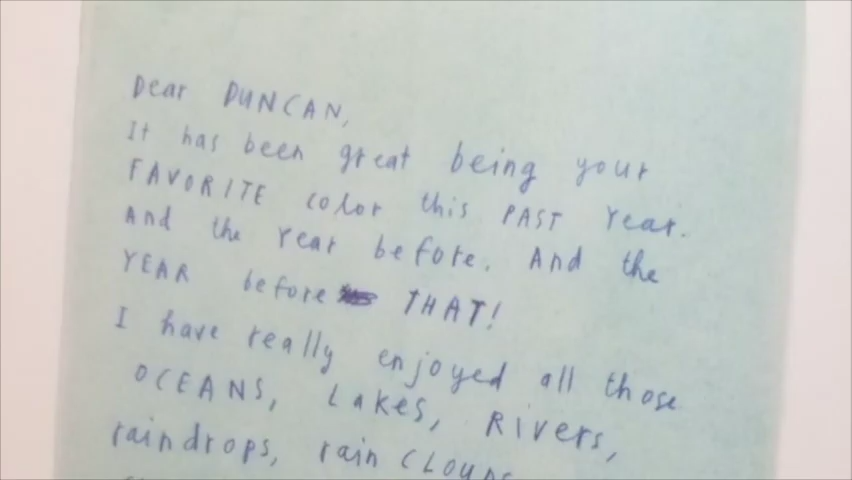 Dear DUNCAN,
It has been great being your
FAVORITE color this PAST Year.
And the Year before. And the
YEAR before THAT!
I have really enjoyed all those
OCEANS, LakeS, RiVers,
raindrops, rain CLOUDS